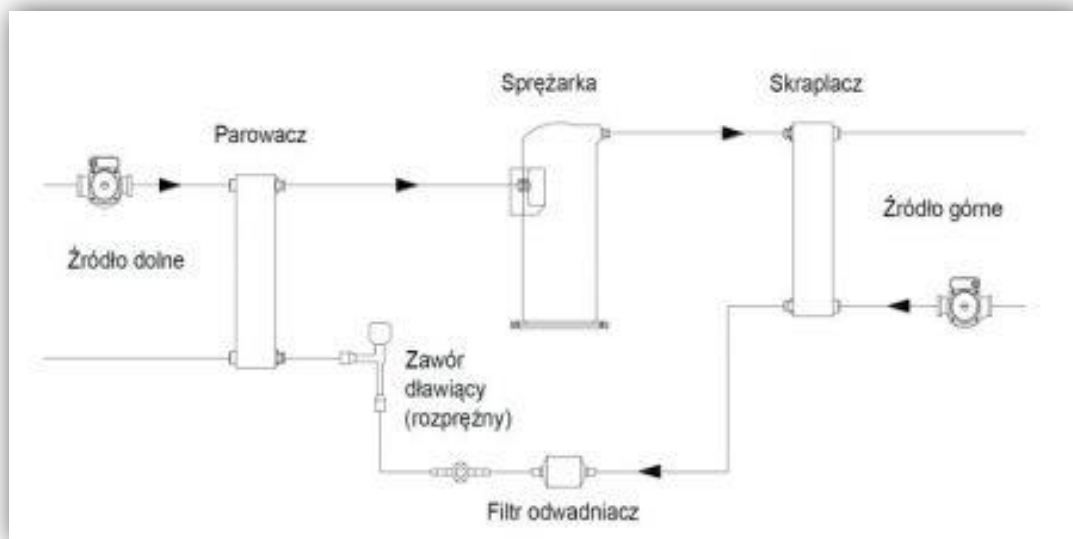 Sprężarka
Skraplacz
Parowacz
Źródło górne
Źródło dolne
Zawór
dławiący
(rozprężny)
Filtr odwadniacz